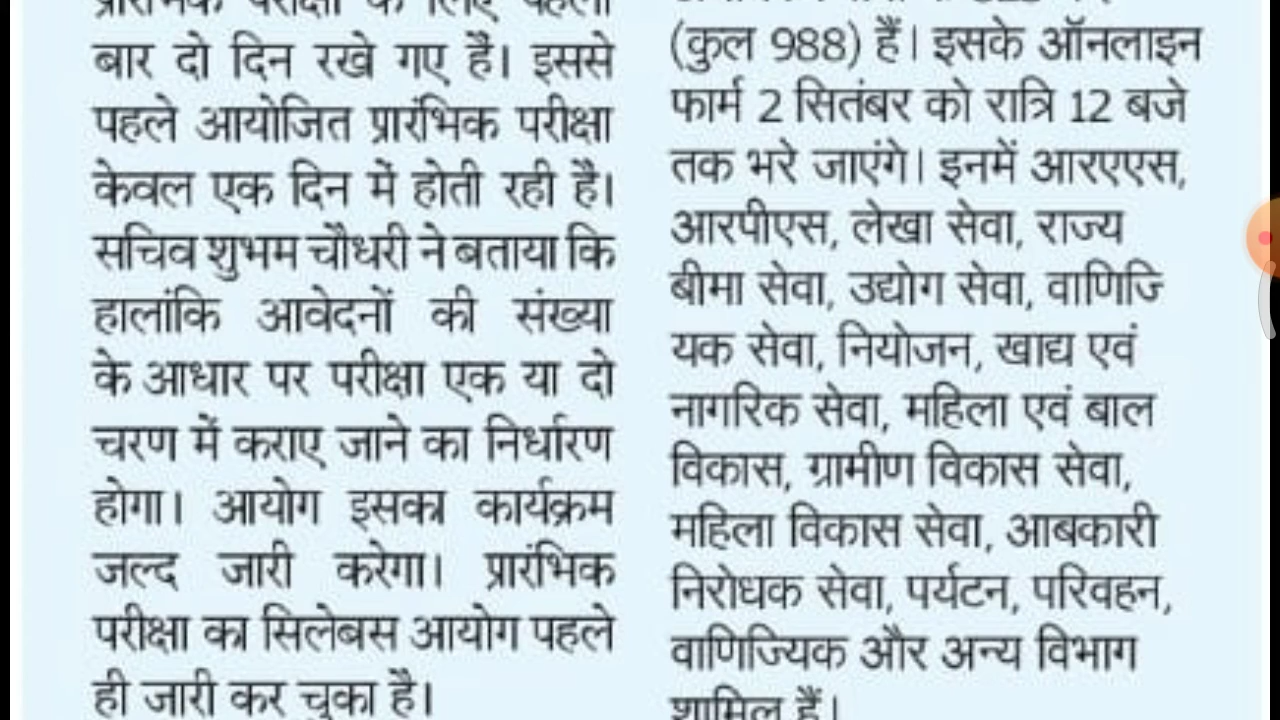 बार दो दिन रखे गए हैं। इससे
पहले आयोजित प्रारंभिक परीक्षा
केवल एक दिन में होती रही है।
सचिव शुभम चौधरी ने बताया कि
हालांकि आवेदनों की संख्या
के आधार पर परीक्षा एक या दो
चरण में कराए जाने का निर्धारण
होगा। आयोग इसका कार्यक्रम
जल्द जारी करेगा। प्रारंभिक
परीक्षा का सिलेबस आयोग पहले
ही जारी कर चुका है।
(कुल 988) हैं। इसके ऑनलाइन
फार्म 2 सितंबर को रात्रि 12 बजे
तक भरे जाएंगे। इनमें आरएएस,
आरपीएस, लेखा सेवा, राज्य
बीमा सेवा, उद्योग सेवा, वाणिजि
यक सेवा, नियोजन, खाद्य एवं
नागरिक सेवा, महिला एवं बाल
विकास, ग्रामीण विकास सेवा,
महिला विकास सेवा, आबकारी
निरोधक सेवा, पर्यटन, परिवहन,
वाणिज्यिक और अन्य विभाग
शामिल हैं।